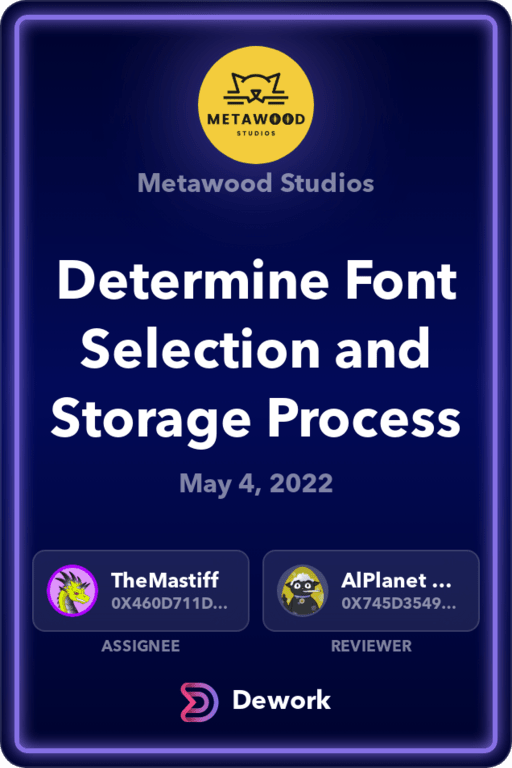 METAWOOD
STUDIOS
Metawood Studios
Determine Font
Selection and
Storage Process
May 4, 2022
TheMastiff
0X460D711D...
AlPlanet ...
0X745D3549...
ASSIGNEE
REVIEWER
Dework